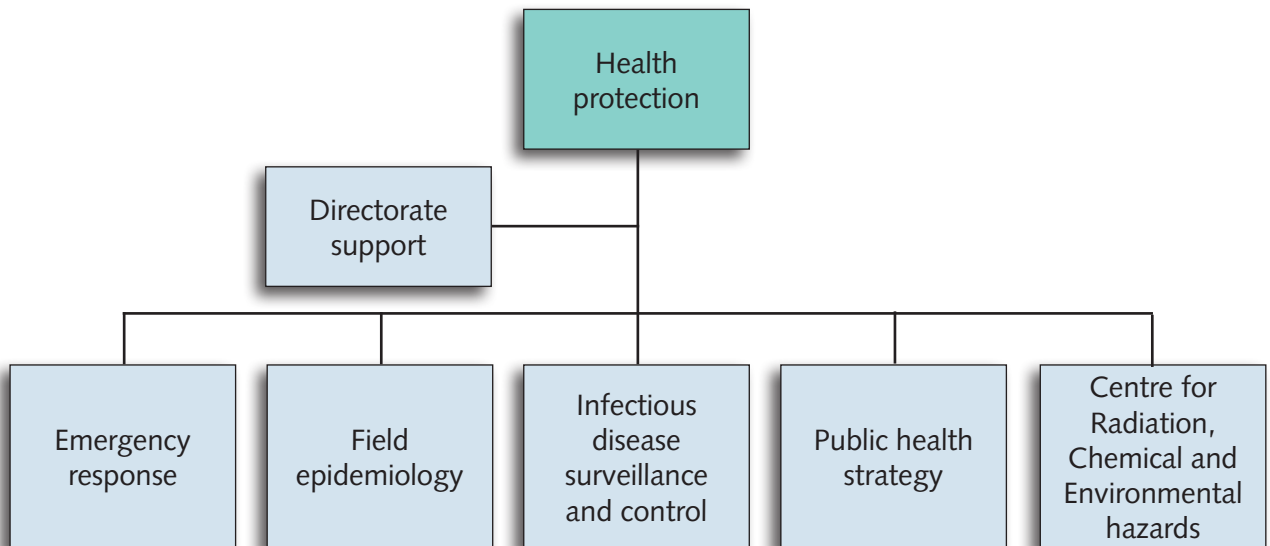 Health
protection
Directorate
support
Emergency
response
Field
epidemiology
Infectious
disease
surveillance
and control
Public health
strategy
Centre for
Radiation,
Chemical and
Environmental
hazards